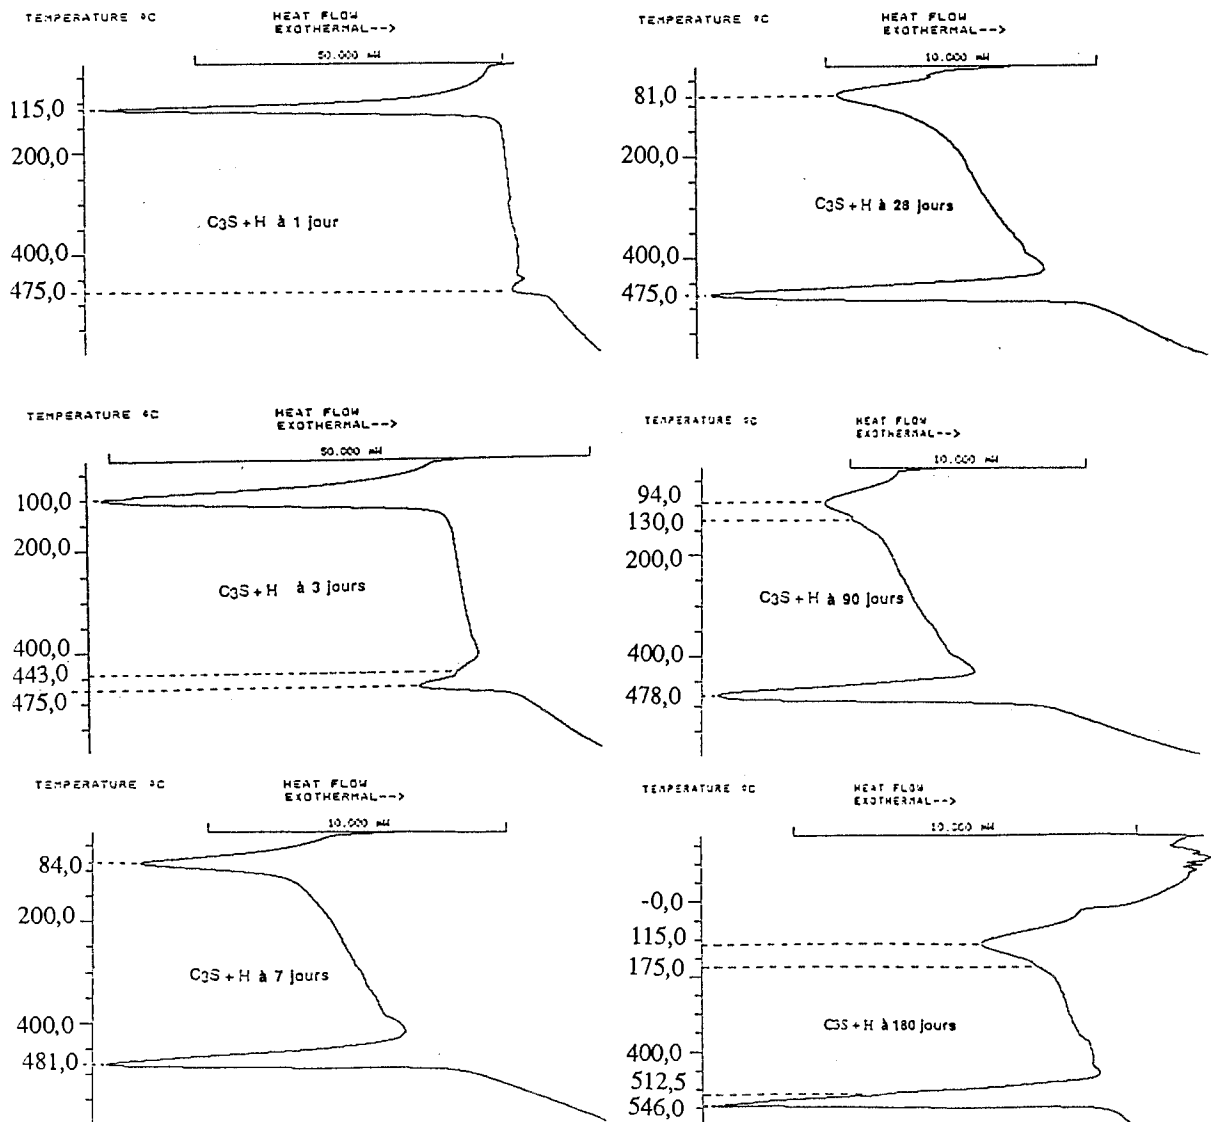 TEMPERATURE ºC
HEAT FLOW
EXOTHERMAL-->
50.000 mW
115,0
200,0
C3S + H à 1 jour
400,0
475,0
TEMPERATURE ºC
HEAT FLOW
EXOTHERMAL-->
10.000 mW
81,0
200,0
C3S + H à 28 jours
400,0
475,0
TEMPERATURE ºC
HEAT FLOW
EXOTHERMAL-->
50.000 mW
100,0
200,0
C3S + H à 3 jours
400,0
443,0
475,0
TEMPERATURE ºC
HEAT FLOW
EXOTHERMAL-->
10.000 mW
94,0
130,0
200,0
C3S + H à 90 jours
400,0
478,0
TEMPERATURE ºC
HEAT FLOW
EXOTHERMAL-->
10.000 mW
84,0
200,0
C3S + H à 7 jours
400,0
481,0
TEMPERATURE ºC
HEAT FLOW
EXOTHERMAL-->
10.000 mW
-0,0
115,0
175,0
C3S + H à 180 jours
400,0
512,5
546,0